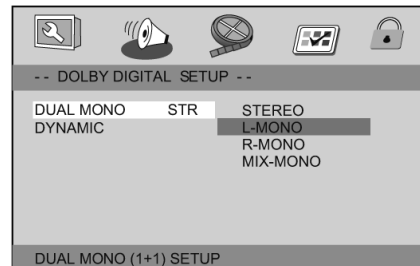 -- DOLBY DIGITAL SETUP --
DUAL MONO STR STEREO
DYNAMIC L-MONO
R-MONO
MIX-MONO
DUAL MONO (1+1) SETUP